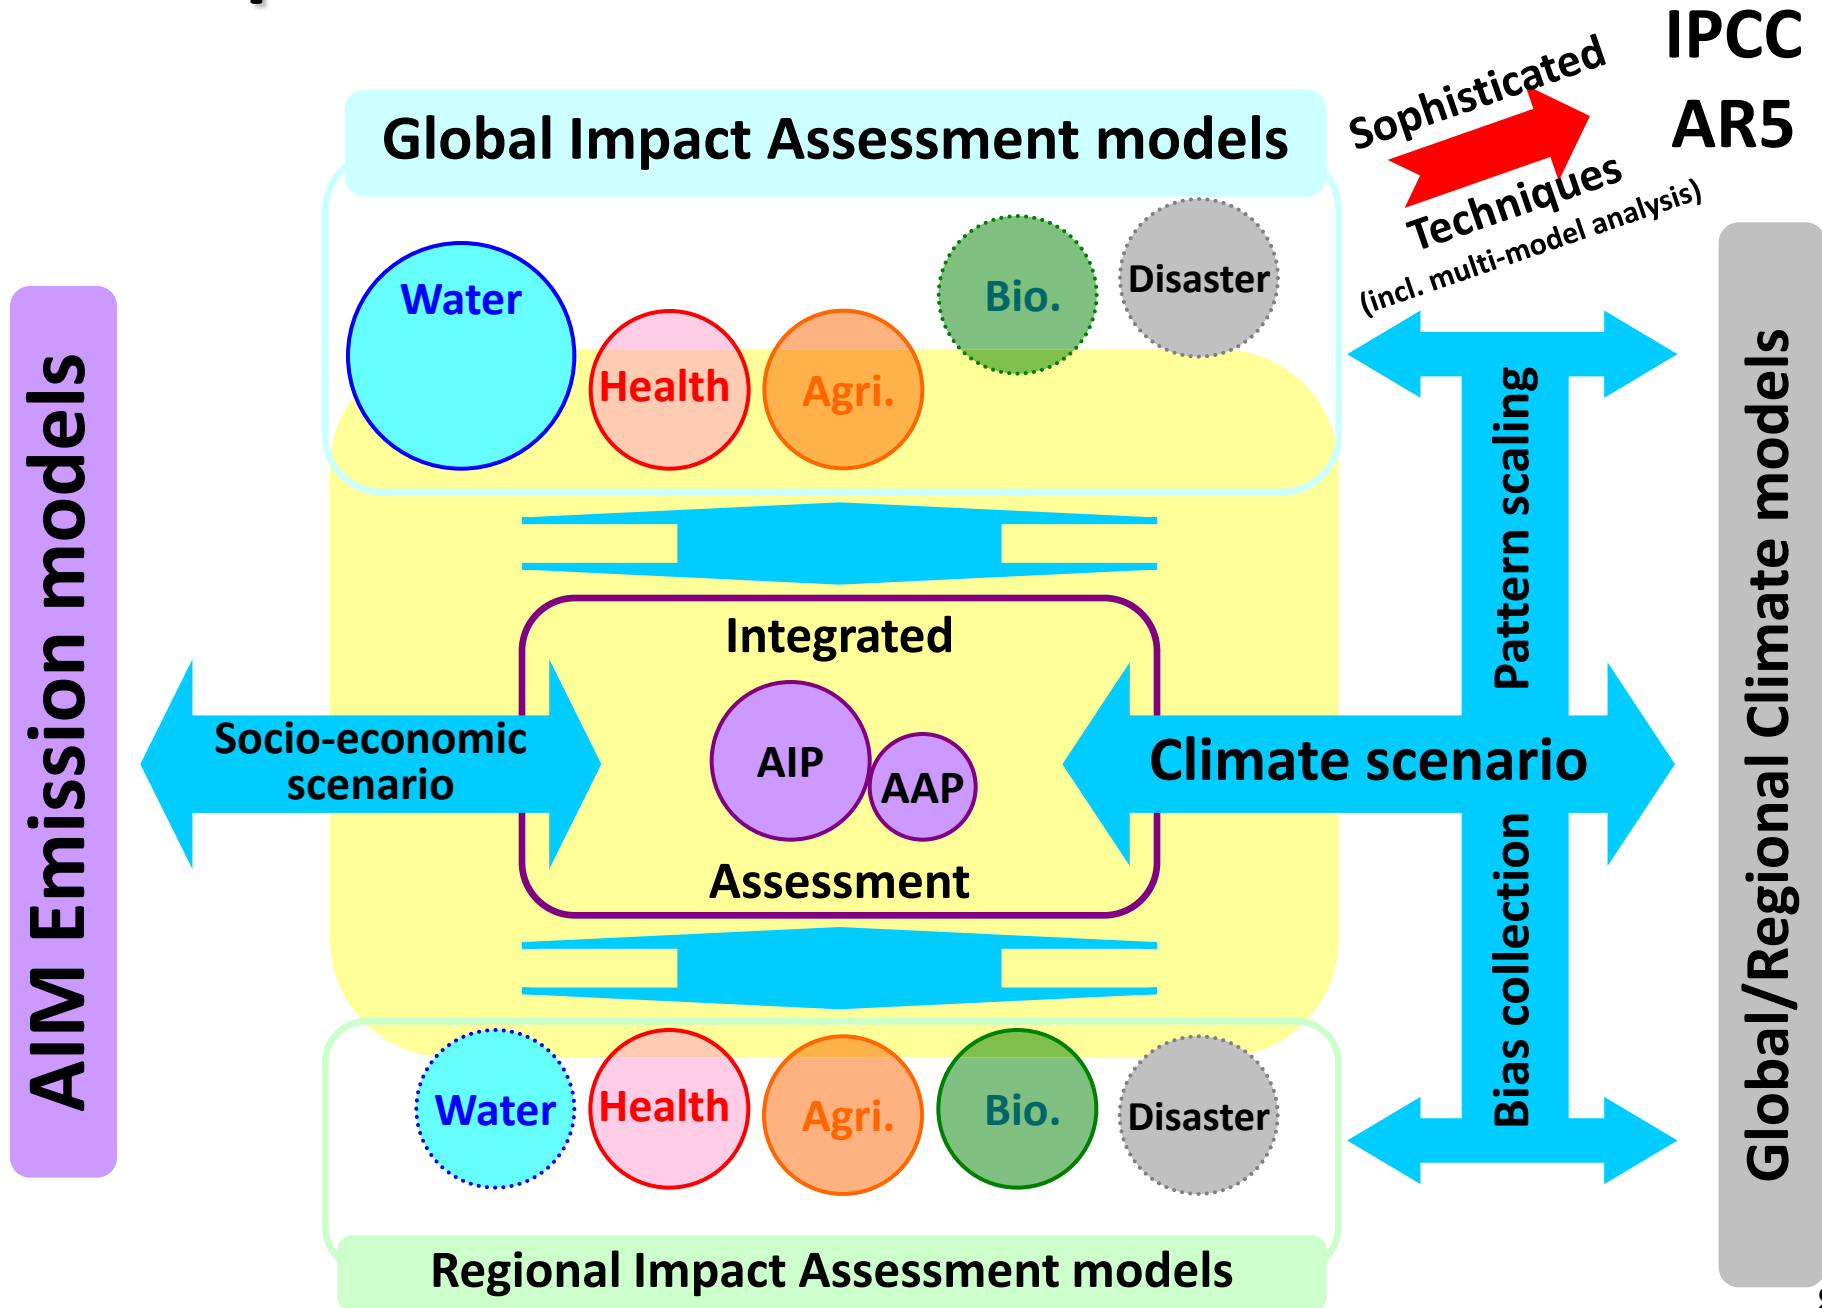 IPCC
AR5
Sophisticated
Techniques
(incl. multi-model analysis)
Global Impact Assessment models
Water
Health
Agri.
Bio.
Disaster
AIM Emission models
Socio-economic
scenario
Integrated
AIP
AAP
Assessment
Climate scenario
Pattern scaling
Bias collection
Global/Regional Climate models
Water
Health
Agri.
Bio.
Disaster
Regional Impact Assessment models